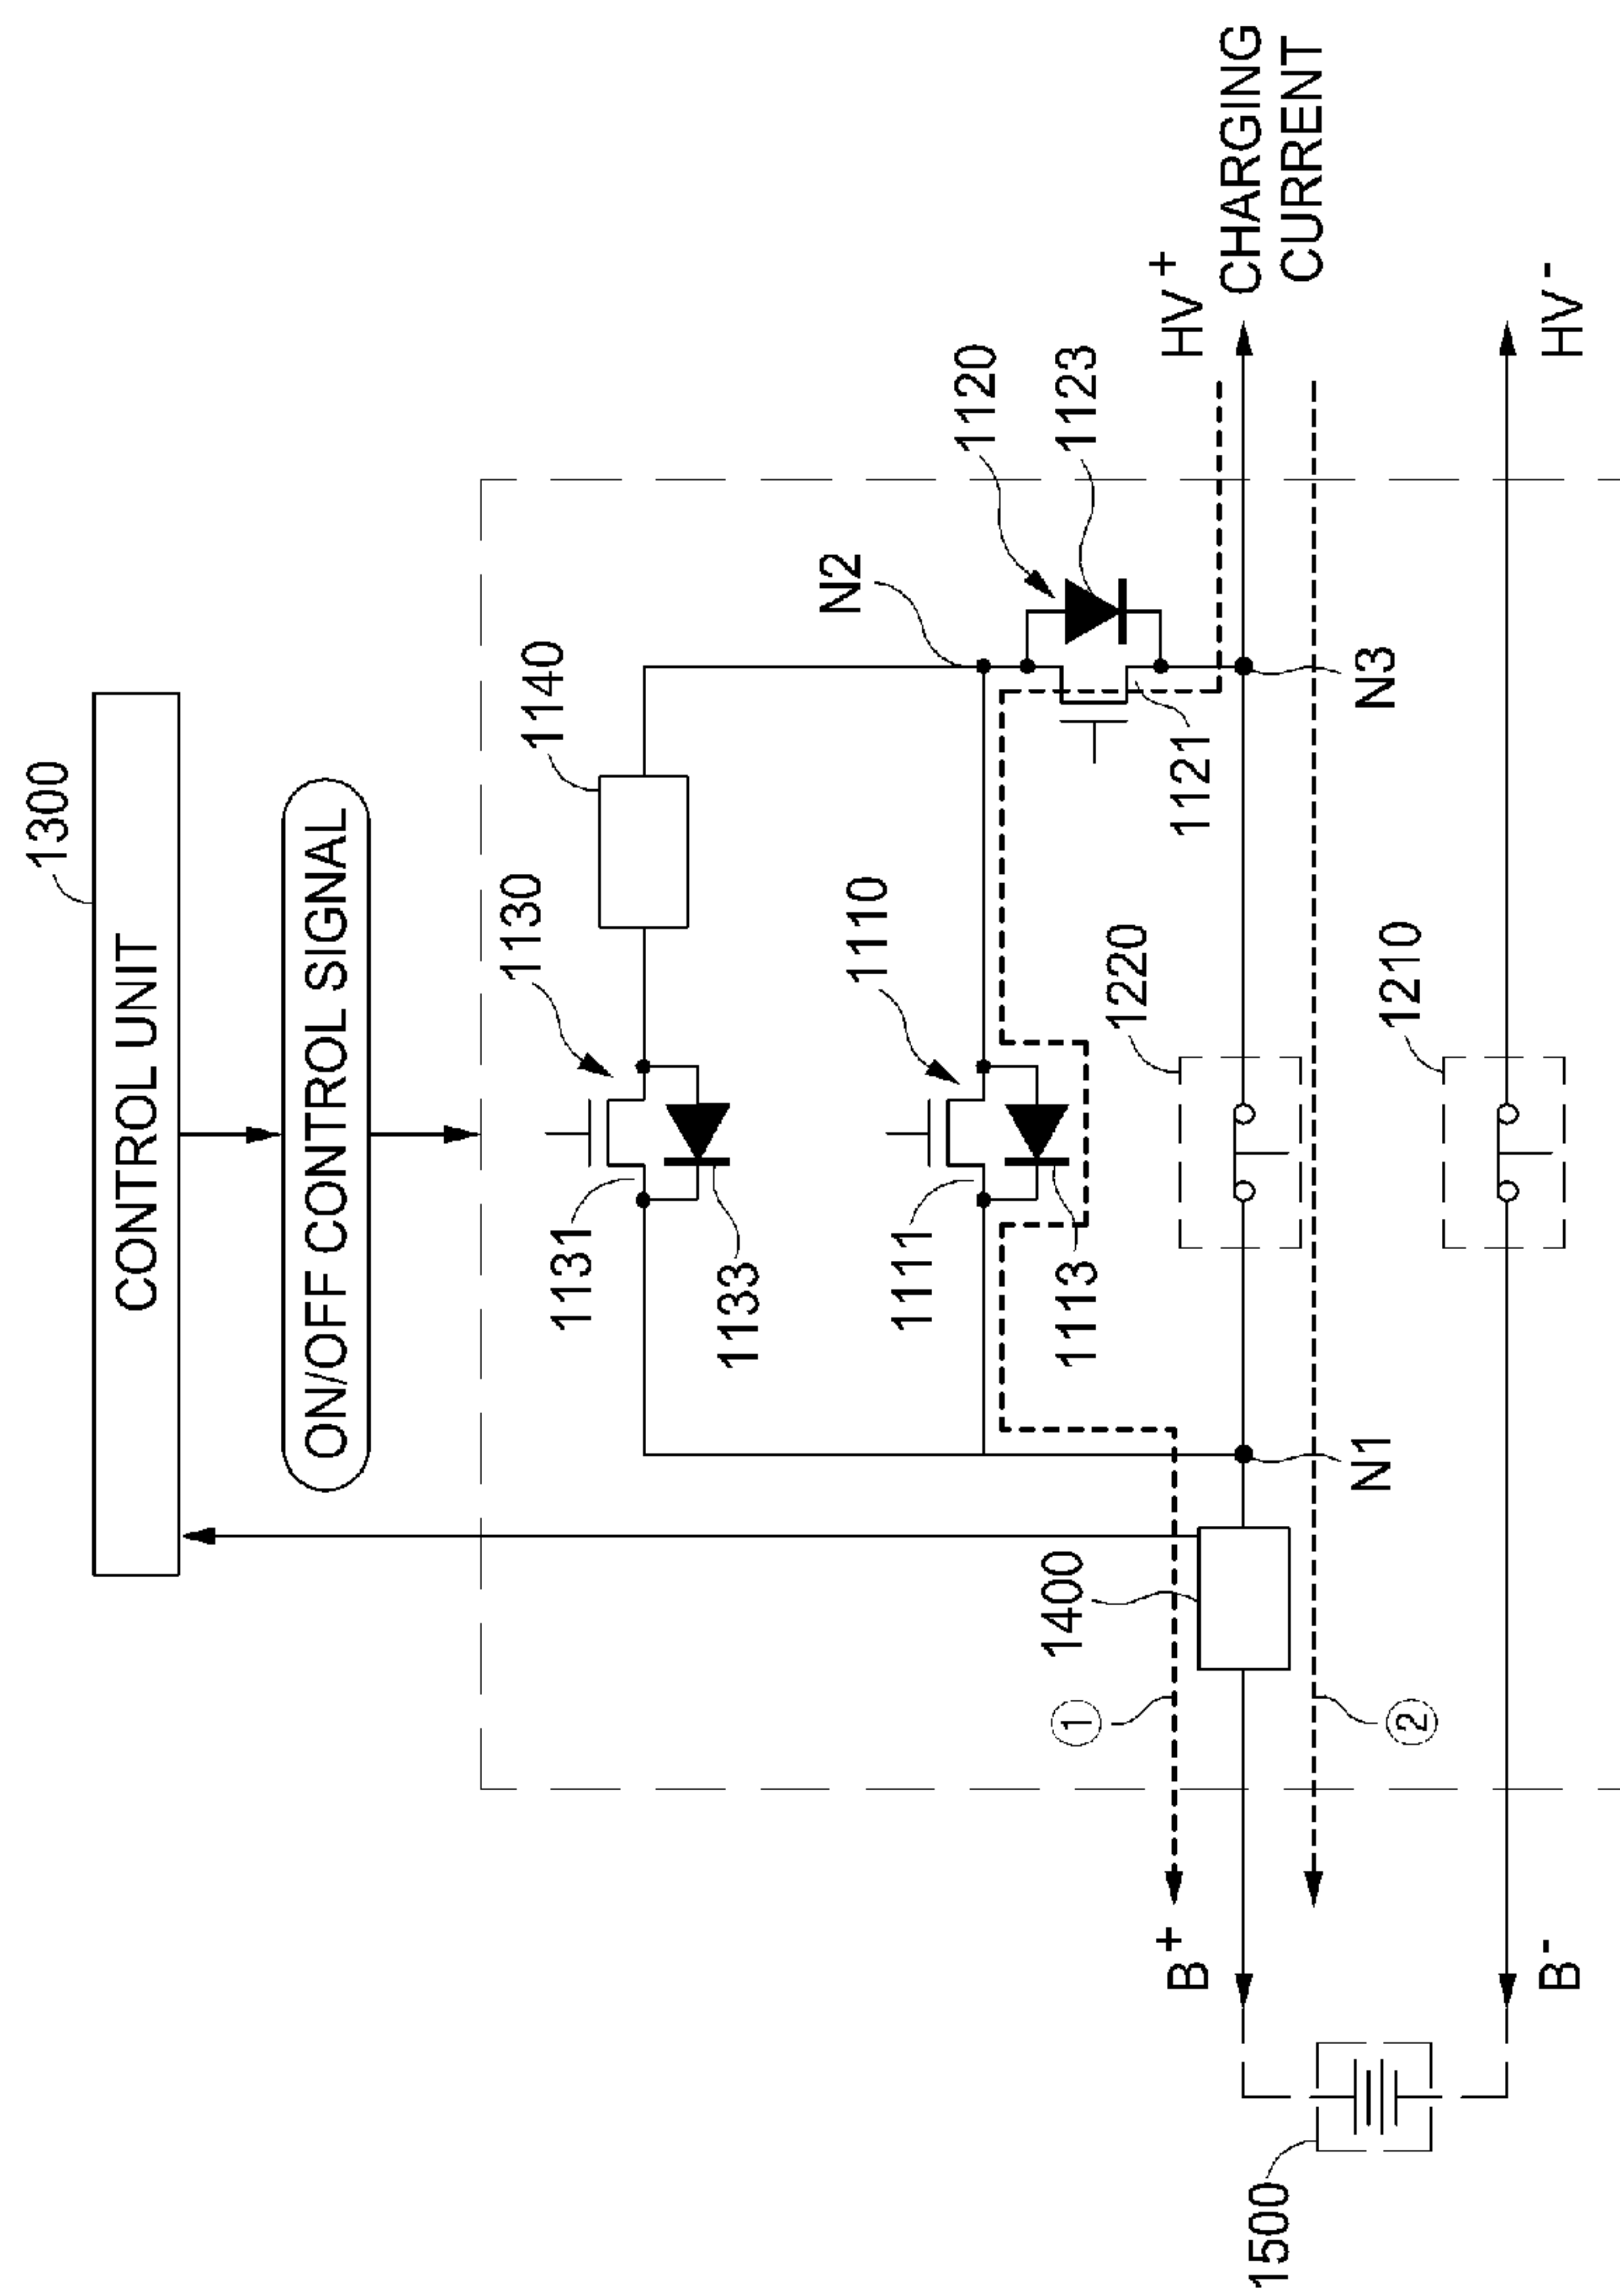 1300
CONTROL UNIT
ON/OFF CONTROL SIGNAL
1130
1140
1131
1133
N2
1110
1120
1111
1113
1123
1121
1400
1220
HV+
①
B+
CHARGING
CURRENT
N1
N3
②
1210
1500
B-
HV-